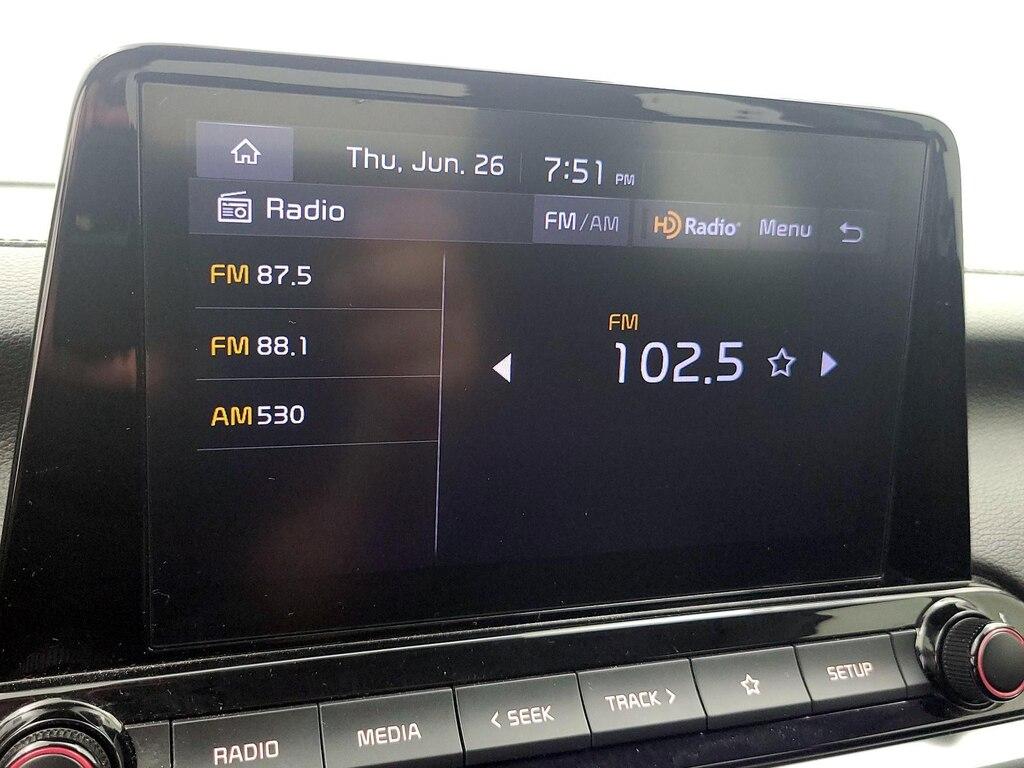 Thu, Jun. 26 7:51 PM
Radio FM/AM HD Radio Menu
FM 87.5
FM 88.1
AM 530
FM
102.5
RADIO MEDIA < SEEK TRACK > SETUP